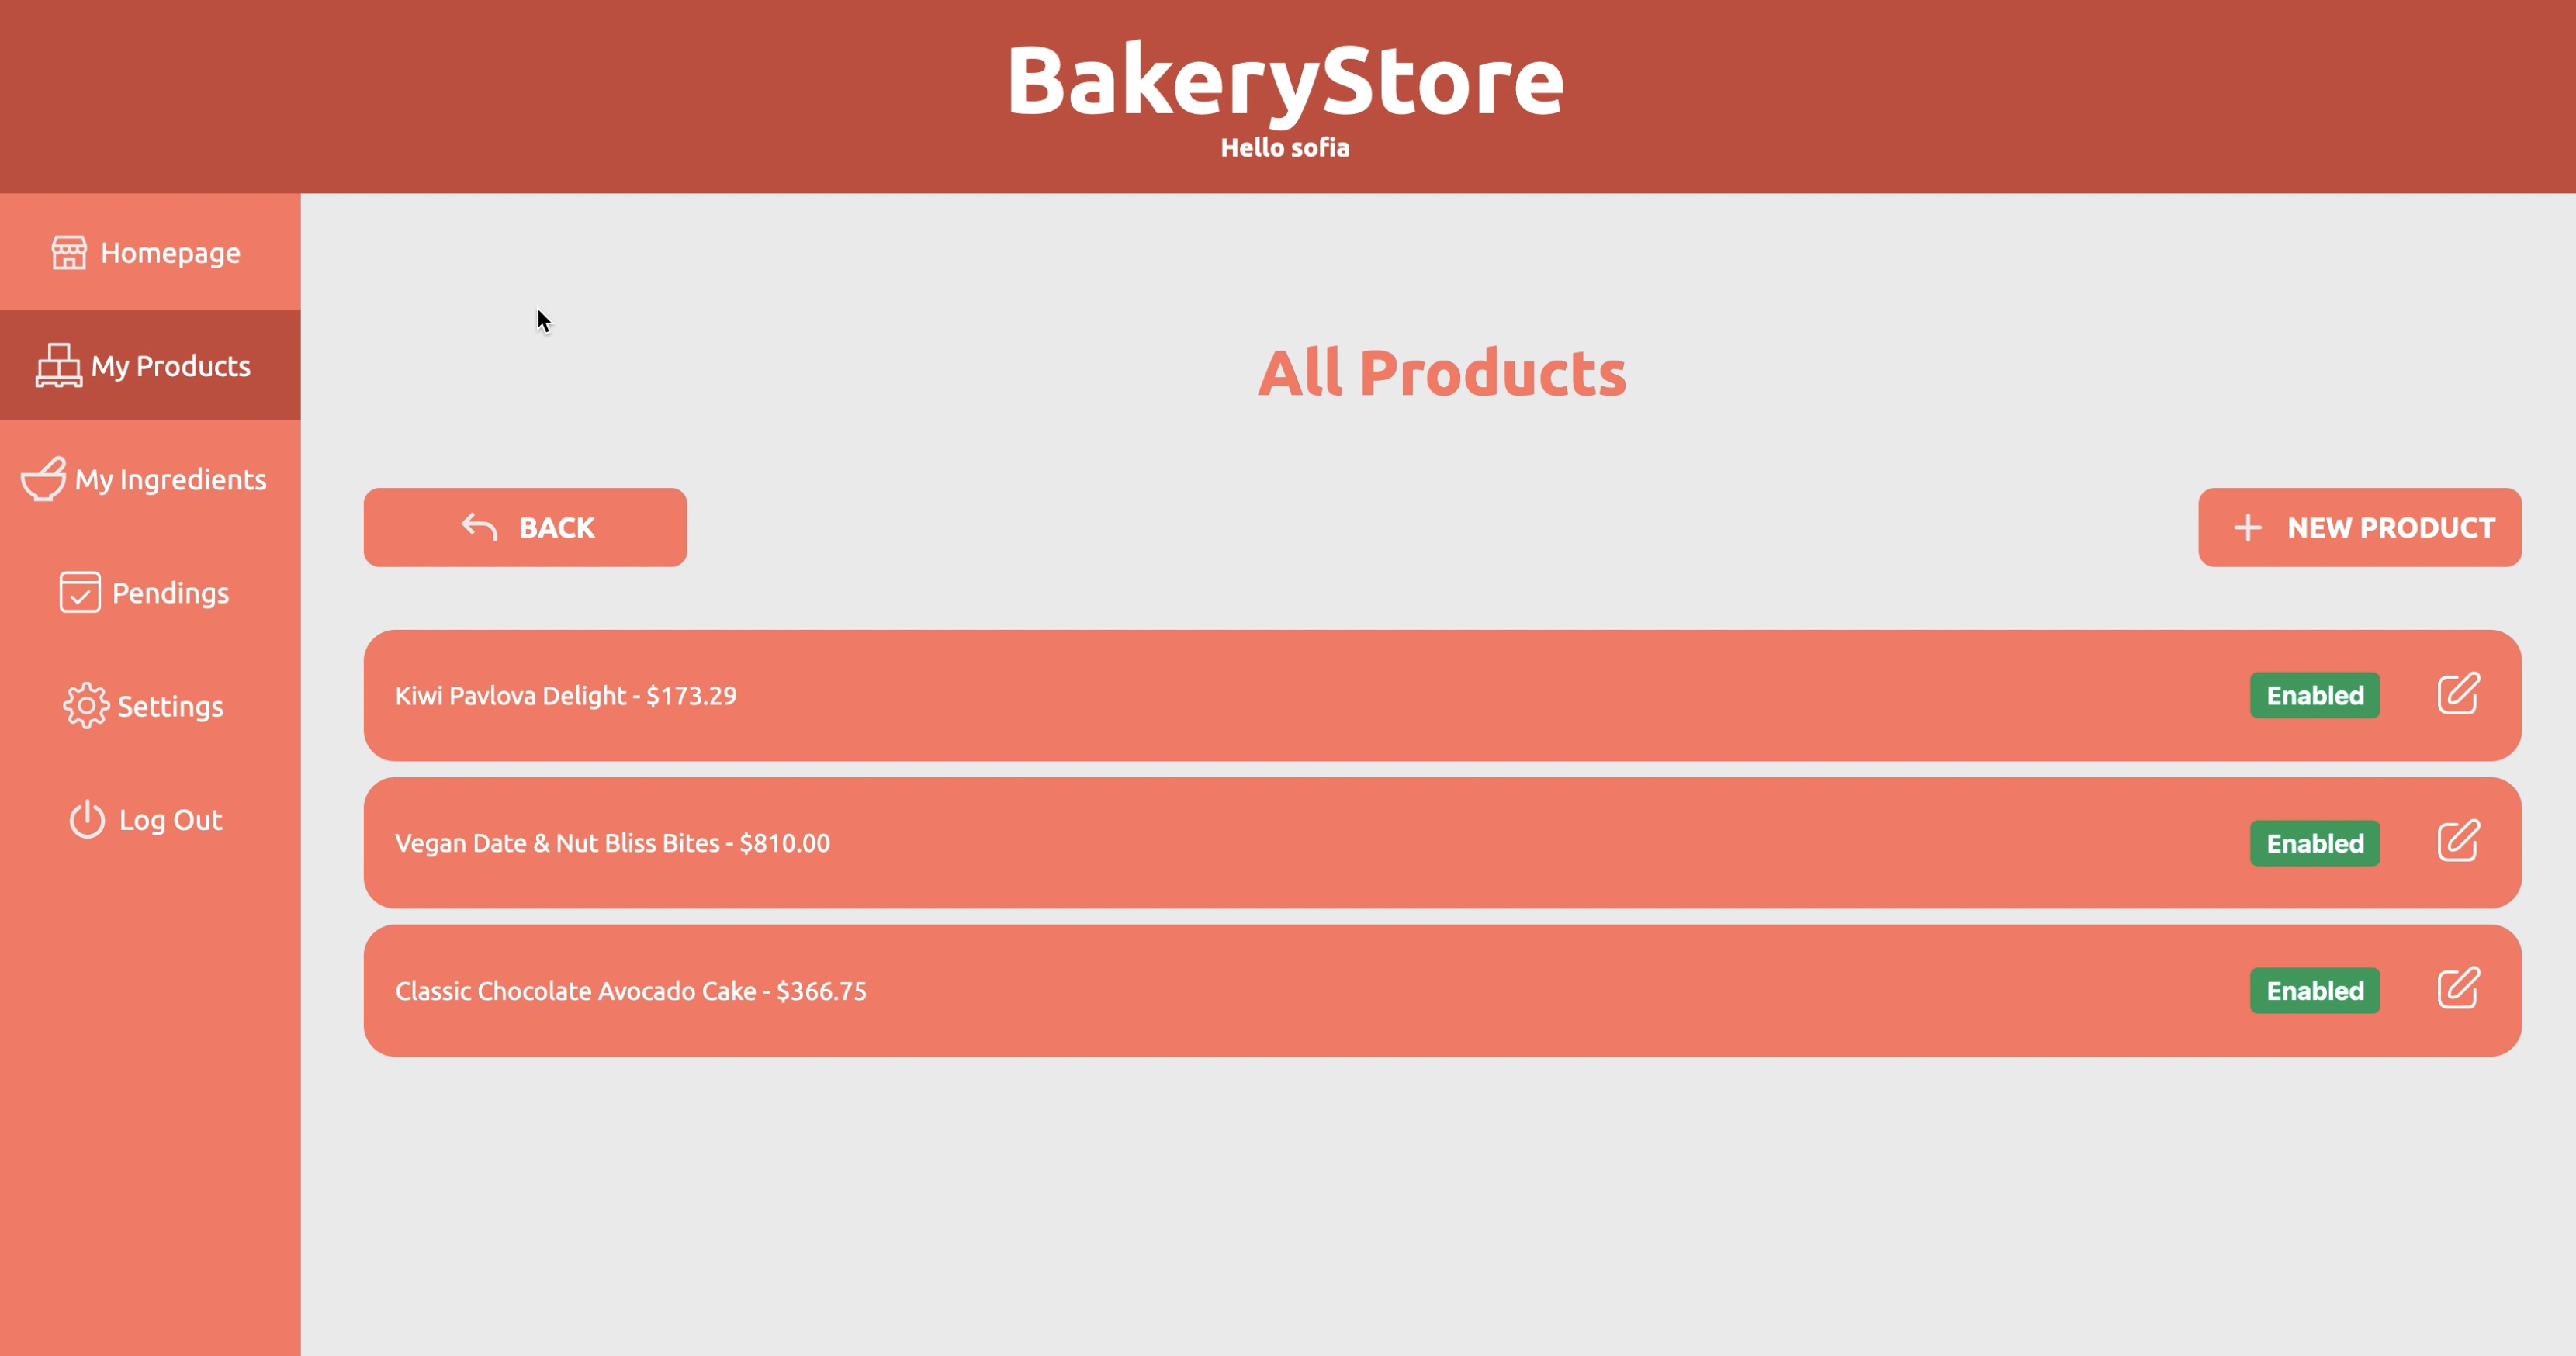 BakeryStore
Hello sofia
Homepage
My Products
My Ingredients
Pendings
Settings
Log Out
All Products
BACK
NEW PRODUCT
Kiwi Pavlova Delight - $173.29
Enabled
Vegan Date & Nut Bliss Bites - $810.00
Enabled
Classic Chocolate Avocado Cake - $366.75
Enabled